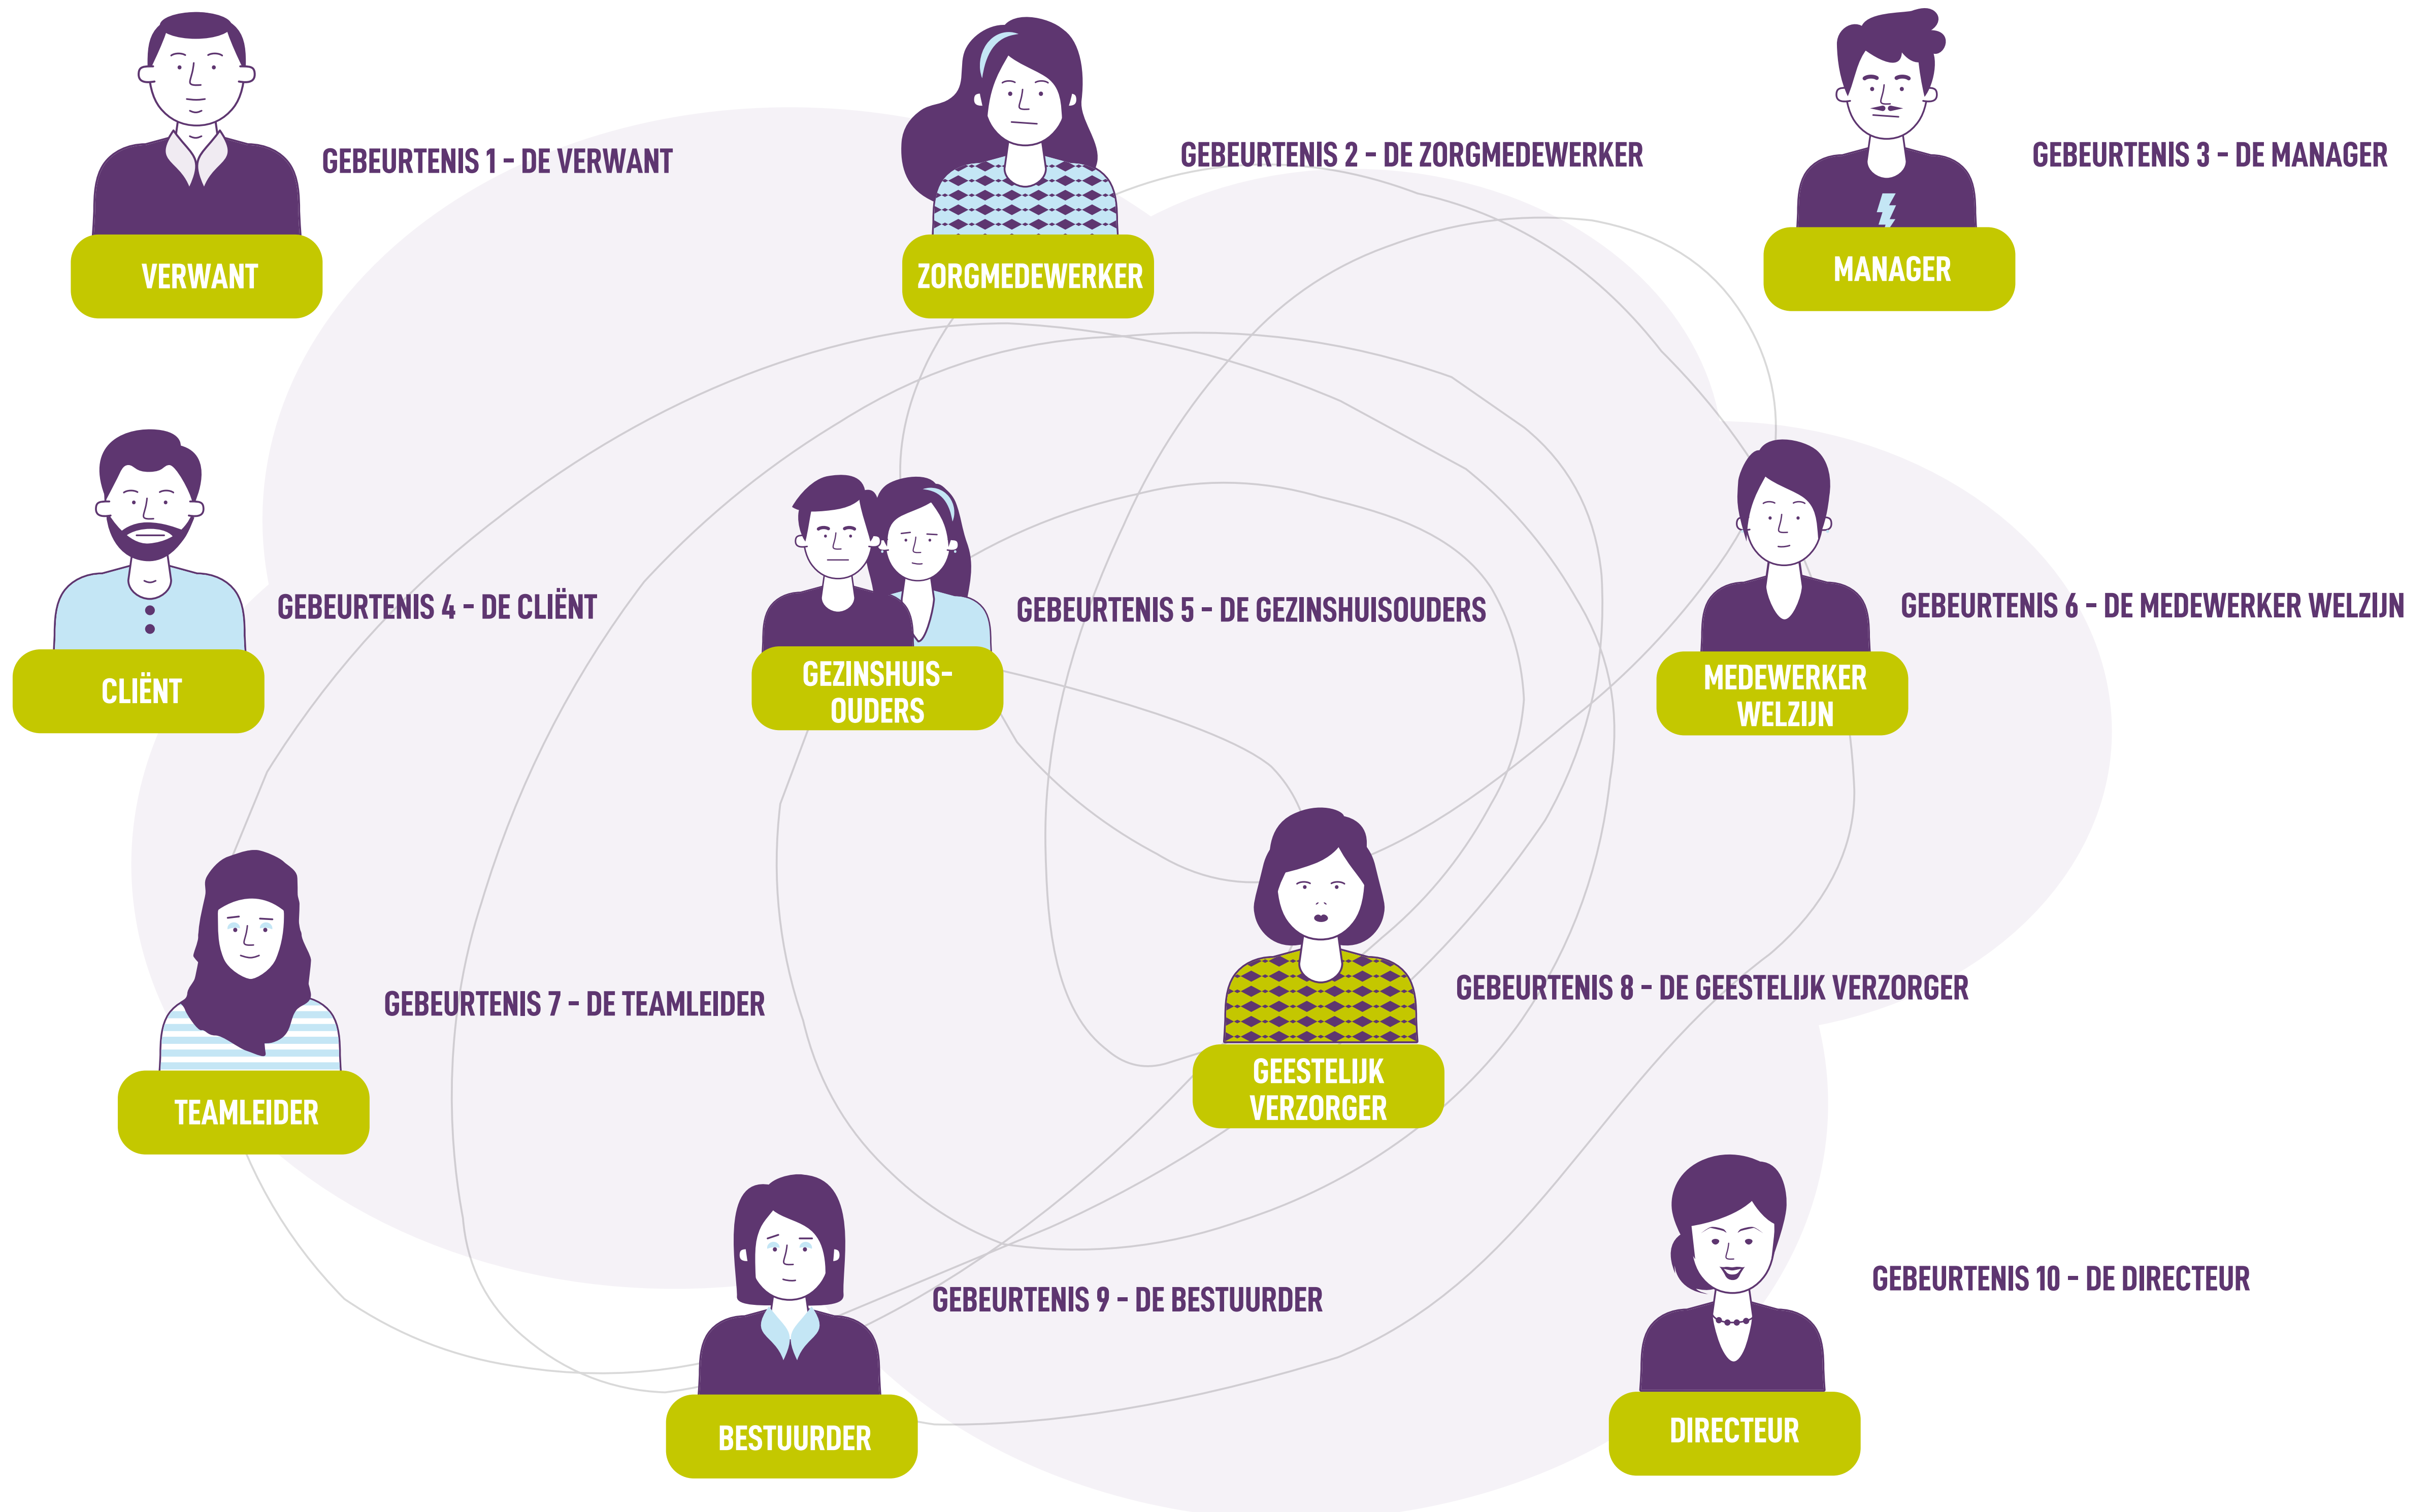 GEBEURTENIS 1 - DE VERWANT
VERWANT
GEBEURTENIS 2 - DE ZORGMEDEWERKER
ZORGMEDEWERKER
GEBEURTENIS 3 - DE MANAGER
MANAGER
GEBEURTENIS 4 - DE CLIËNT
CLIËNT
GEBEURTENIS 5 - DE GEZINSHUISOUDERS
GEZINSHUIS-
OUDERS
GEBEURTENIS 6 - DE MEDEWERKER WELZIJN
MEDEWERKER
WELZIJN
GEBEURTENIS 7 - DE TEAMLEIDER
TEAMLEIDER
GEBEURTENIS 8 - DE GEESTELIJK VERZORGER
GEESTELIJK
VERZORGER
GEBEURTENIS 9 - DE BESTUURDER
BESTUURDER
GEBEURTENIS 10 - DE DIRECTEUR
DIRECTEUR